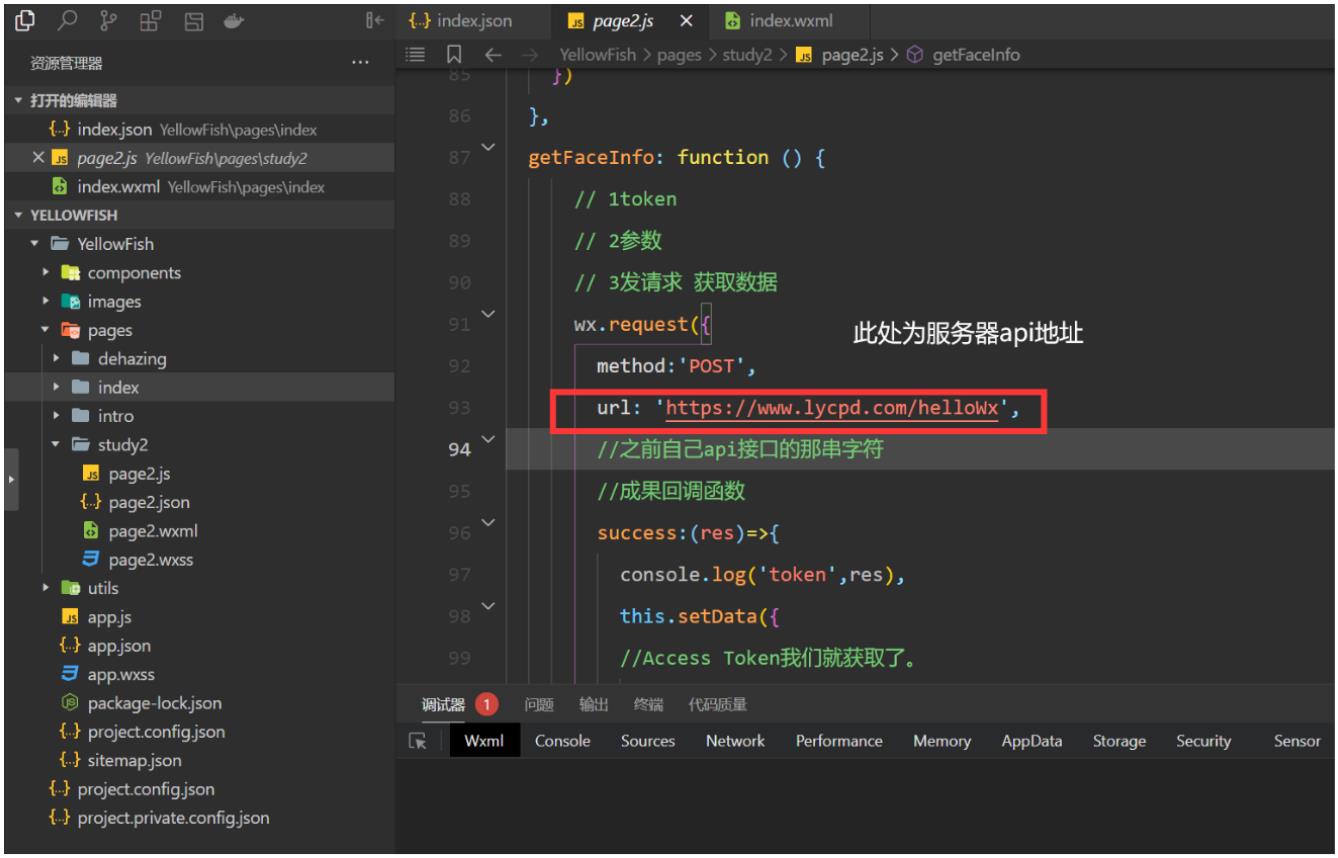 index.json
page2.js
index.wxml
资源管理器
YellowFish > pages > study2 > page2.js > getFaceInfo
打开的编辑器
index.json YellowFish\pages\index
page2.js YellowFish\pages\study2
index.wxml YellowFish\pages\index
YELLOWFISH
YellowFish
components
images
pages
dehazing
index
intro
study2
page2.js
page2.json
page2.wxml
page2.wxss
utils
app.js
app.json
app.wxss
package-lock.json
project.config.json
sitemap.json
project.config.json
project.private.config.json
85 })
86 },
87 getFaceInfo: function () {
88 // 1token
89 // 2参数
90 // 3发请求 获取数据
91 wx.request({
此处为服务器api地址
92 method:'POST',
93 url: 'https://www.lycpd.com/helloWx',
94 //之前自己api接口的那串字符
95 //成果回调函数
96 success:(res)=>{
97 console.log('token',res),
98 this.setData({
99 //Access Token我们就获取了。
调试器 1 问题 输出 终端 代码质量
Wxml Console Sources Network Performance Memory AppData Storage Security Sensor